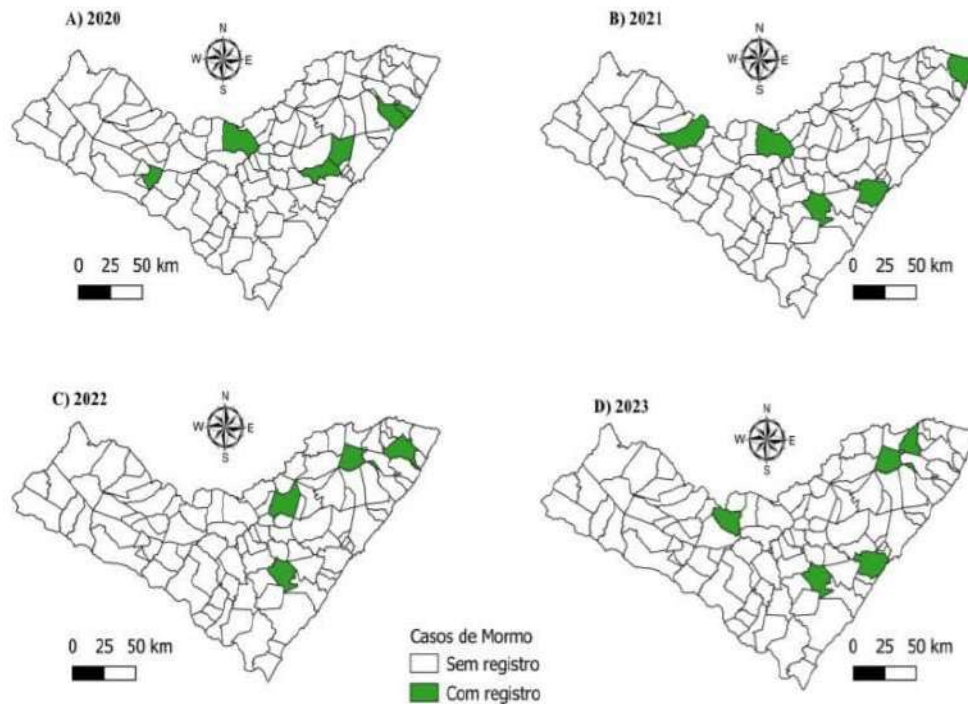 A) 2020
N
W E
S
0 25 50 km
B) 2021
N
W E
S
0 25 50 km
C) 2022
N
W E
S
0 25 50 km
D) 2023
N
W E
S
0 25 50 km
Casos de Mormo
Sem registro
Com registro